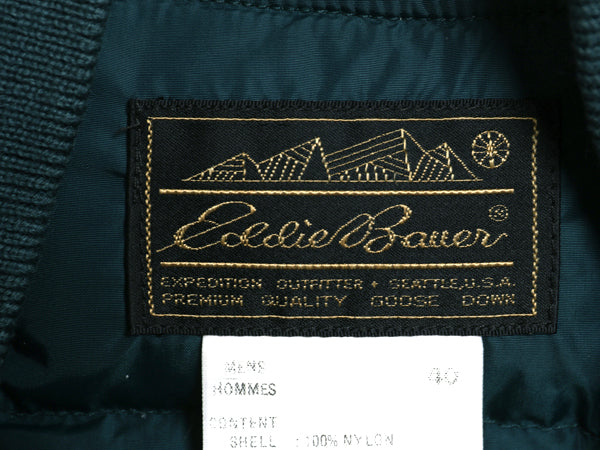 Eddie Bauer®
EXPEDITION OUTFITTER + SEATTLE, U.S.A.
PREMIUM QUALITY GOOSE DOWN
MENS 40
HOMMES
CONTENT
SHELL : 100% NYLON